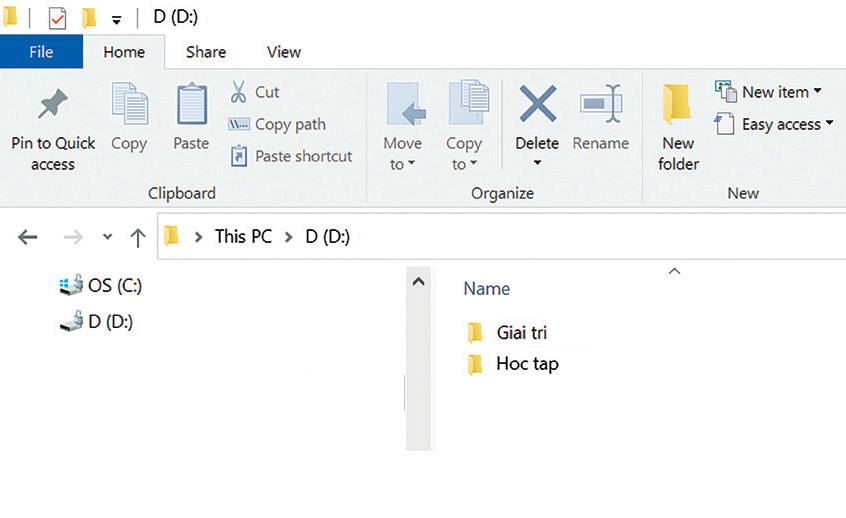 D (D:)
File Home Share View
Pin to Quick access
Copy
Paste
Cut
Copy path
Paste shortcut
Clipboard
Move to
Copy to
Delete
Rename
Organize
New folder
New item
Easy access
New
This PC > D (D:)
OS (C:)
D (D:)
Name
Giai tri
Hoc tap